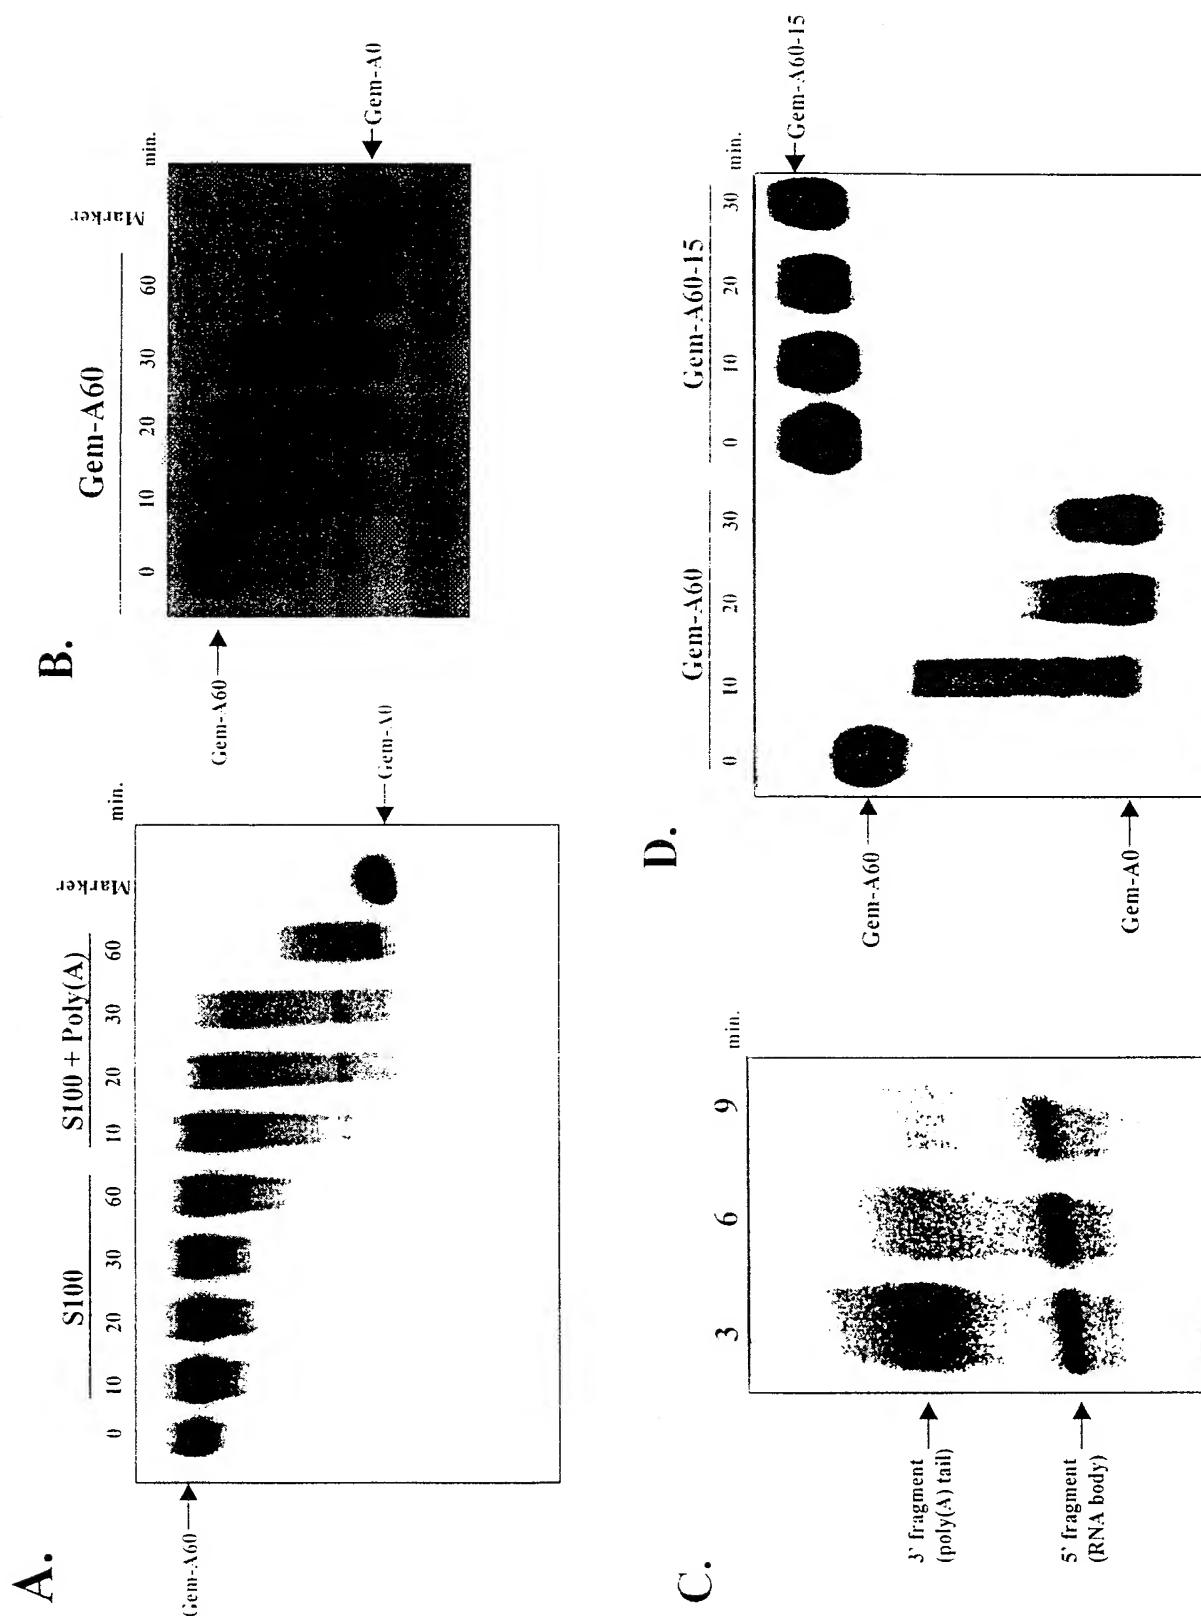 A.
S100
S100 + Poly(A)
0 10 20 30 60 10 20 30 60 Marker min.
Gem-A60
Gem-A0
B.
Gem-A60
0 10 20 30 60 Marker min.
Gem-A60
Gem-A0
C.
3 6 9 min.
3' fragment
(poly(A) tail)
5' fragment
(RNA body)
D.
Gem-A60
Gem-A60-15
0 10 20 30 0 10 20 30 min.
Gem-A60
Gem-A60-15
Gem-A0